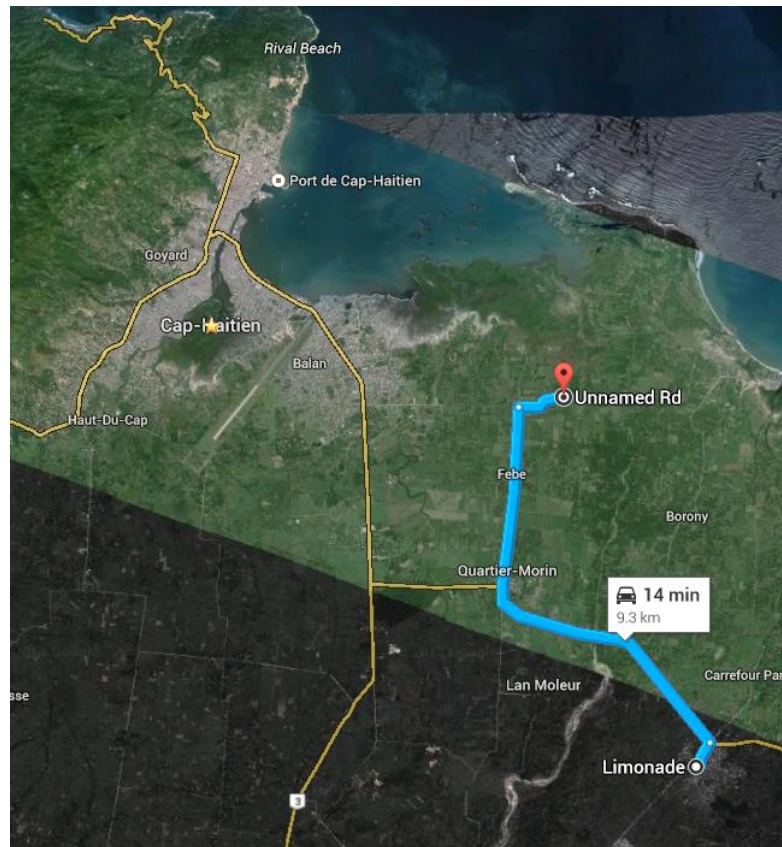 Rival Beach
Port de Cap-Haitien
Goyard
Cap-Haitien
Balan
Unnamed Rd
Haut-Du-Cap
Febe
Borony
Quartier-Morin
14 min
9.3 km
Carrefour Par
Lan Moleur
sse
Limonade
3